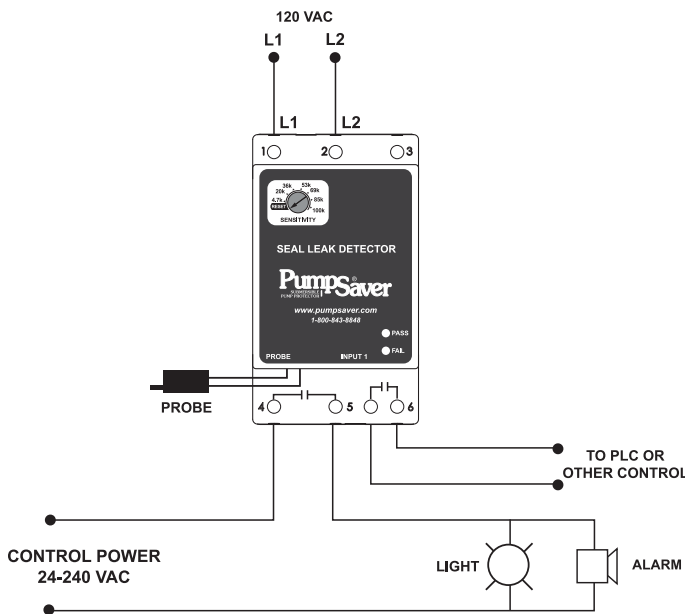 120 VAC
L1 L2
L1 L2
1 2 3
36k 53k
20k 69k
4.7k 85k
RESET 100k
SENSITIVITY
SEAL LEAK DETECTOR
PumpSaver®
SUBMERSIBLE
PUMP PROTECTOR
www.pumpsaver.com
1-800-843-8848
PASS
FAIL
PROBE INPUT 1
PROBE
4 5 6
TO PLC OR
OTHER CONTROL
CONTROL POWER
24-240 VAC
LIGHT
ALARM